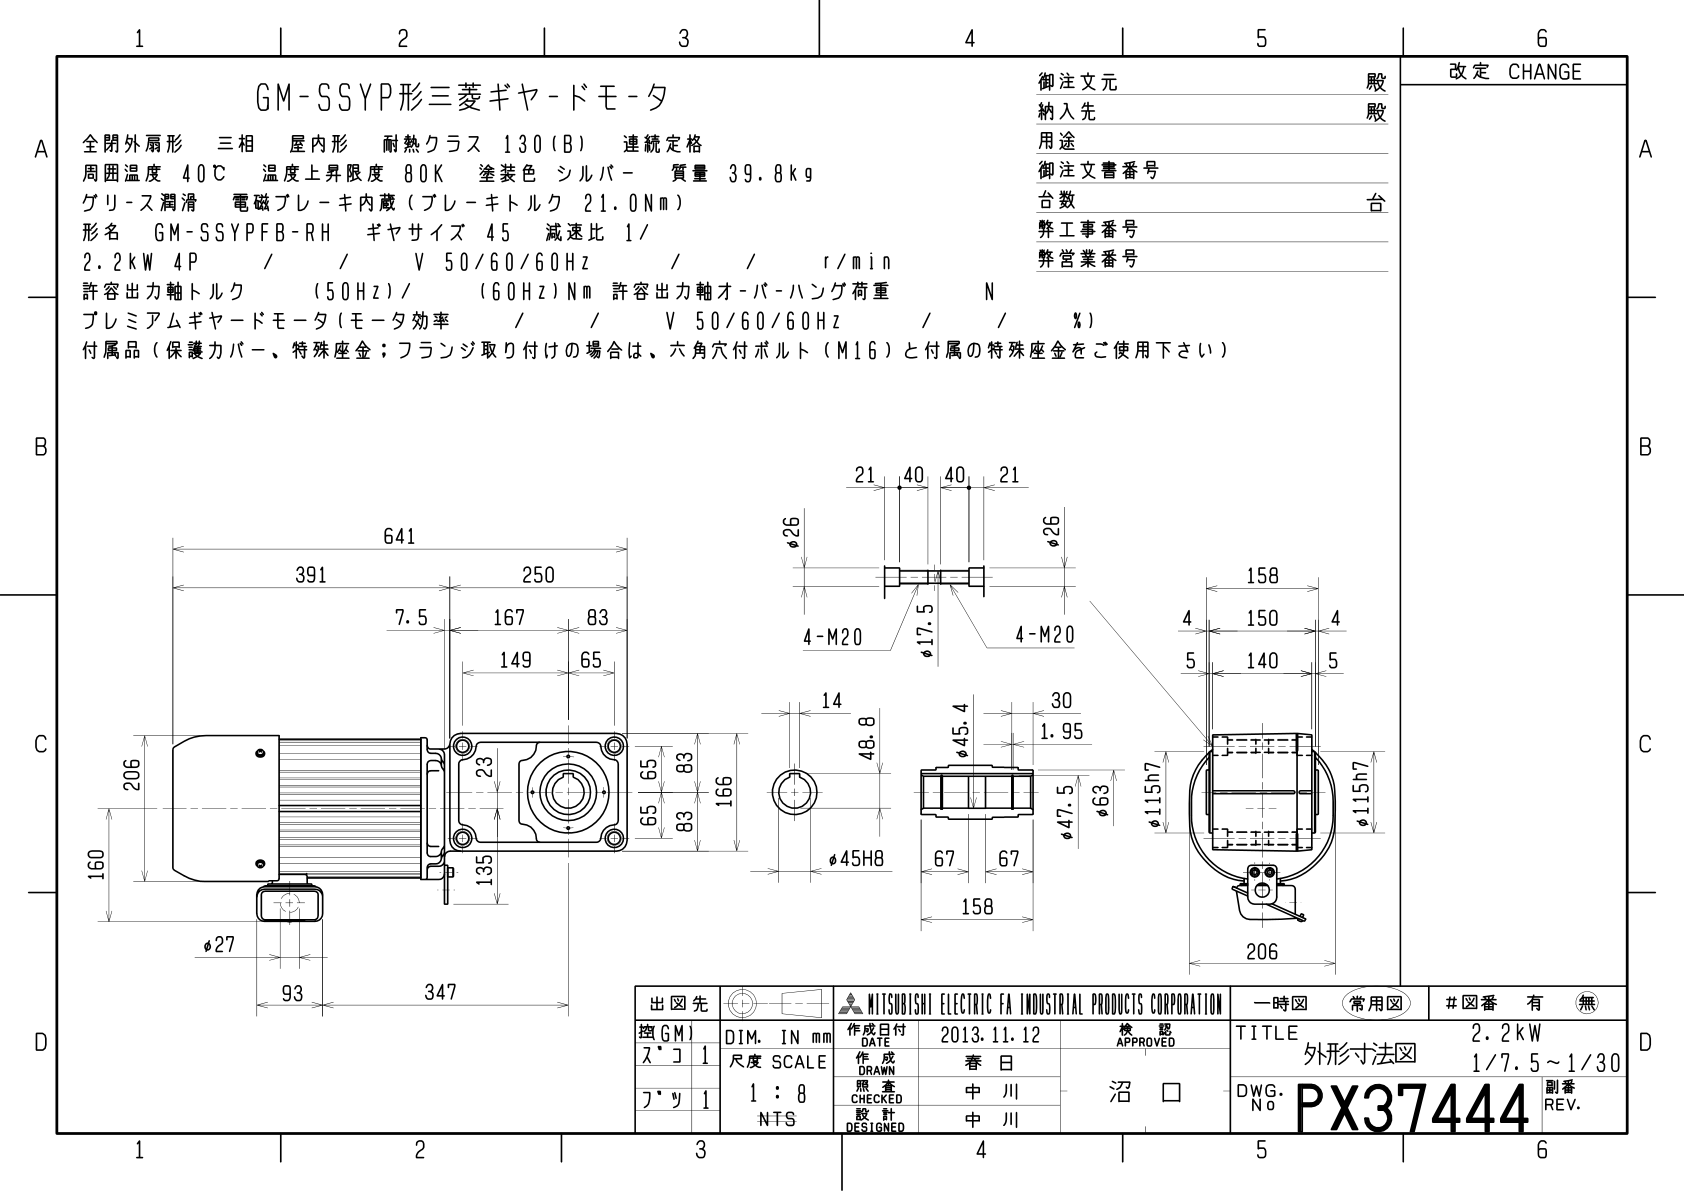 1 2 3 4 5 6
改定 CHANGE
GM-SSYP形三菱ギヤードモータ
全閉外扇形 三相 屋内形 耐熱クラス 130(B) 連続定格
周囲温度 40℃ 温度上昇限度 80K 塗装色 シルバー 質量 39.8kg
グリース潤滑 電磁ブレーキ内蔵(ブレーキトルク 21.0Nm)
形名 GM-SSYPFB-RH ギヤサイズ 45 減速比 1/
2.2kW 4P / / V 50/60/60Hz / / r/min
許容出力軸トルク (50Hz)/ (60Hz)Nm 許容出力軸オーバーハング荷重 N
プレミアムギヤードモータ(モータ効率 / / V 50/60/60Hz / / %)
付属品(保護カバー、特殊座金;フランジ取り付けの場合は、六角穴付ボルト(M16)と付属の特殊座金をご使用下さい)
御注文元 殿
納入先 殿
用途
御注文書番号
台数 台
弊工事番号
弊営業番号
A A
B B
C C
D D
641
391 250
7.5 167 83
149 65
206
160
23
135
65
65
83
83
166
φ27
93 347
21 40 40 21
φ26 φ26
4-M20 φ17.5 4-M20
14
48.8
φ45H8
φ45.4
30
1.95
φ47.5
φ63
67 67
158
158
4 150 4
5 140 5
φ115h7 φ115h7
206
出図先
控(GM)
ズコ 1
ブツ 1
DIM. IN mm
尺度 SCALE
1 : 8
NTS
MITSUBISHI ELECTRIC FA INDUSTRIAL PRODUCTS CORPORATION
作成日付 DATE 2013.11.12
作成 DRAWN 春日
照査 CHECKED 中川
設計 DESIGNED 中川
検認 APPROVED
沼口
一時図 常用図 #図番 有 無
TITLE 外形寸法図
2.2kW
1/7.5~1/30
DWG. No PX37444
副番 REV.
1 2 3 4 5 6